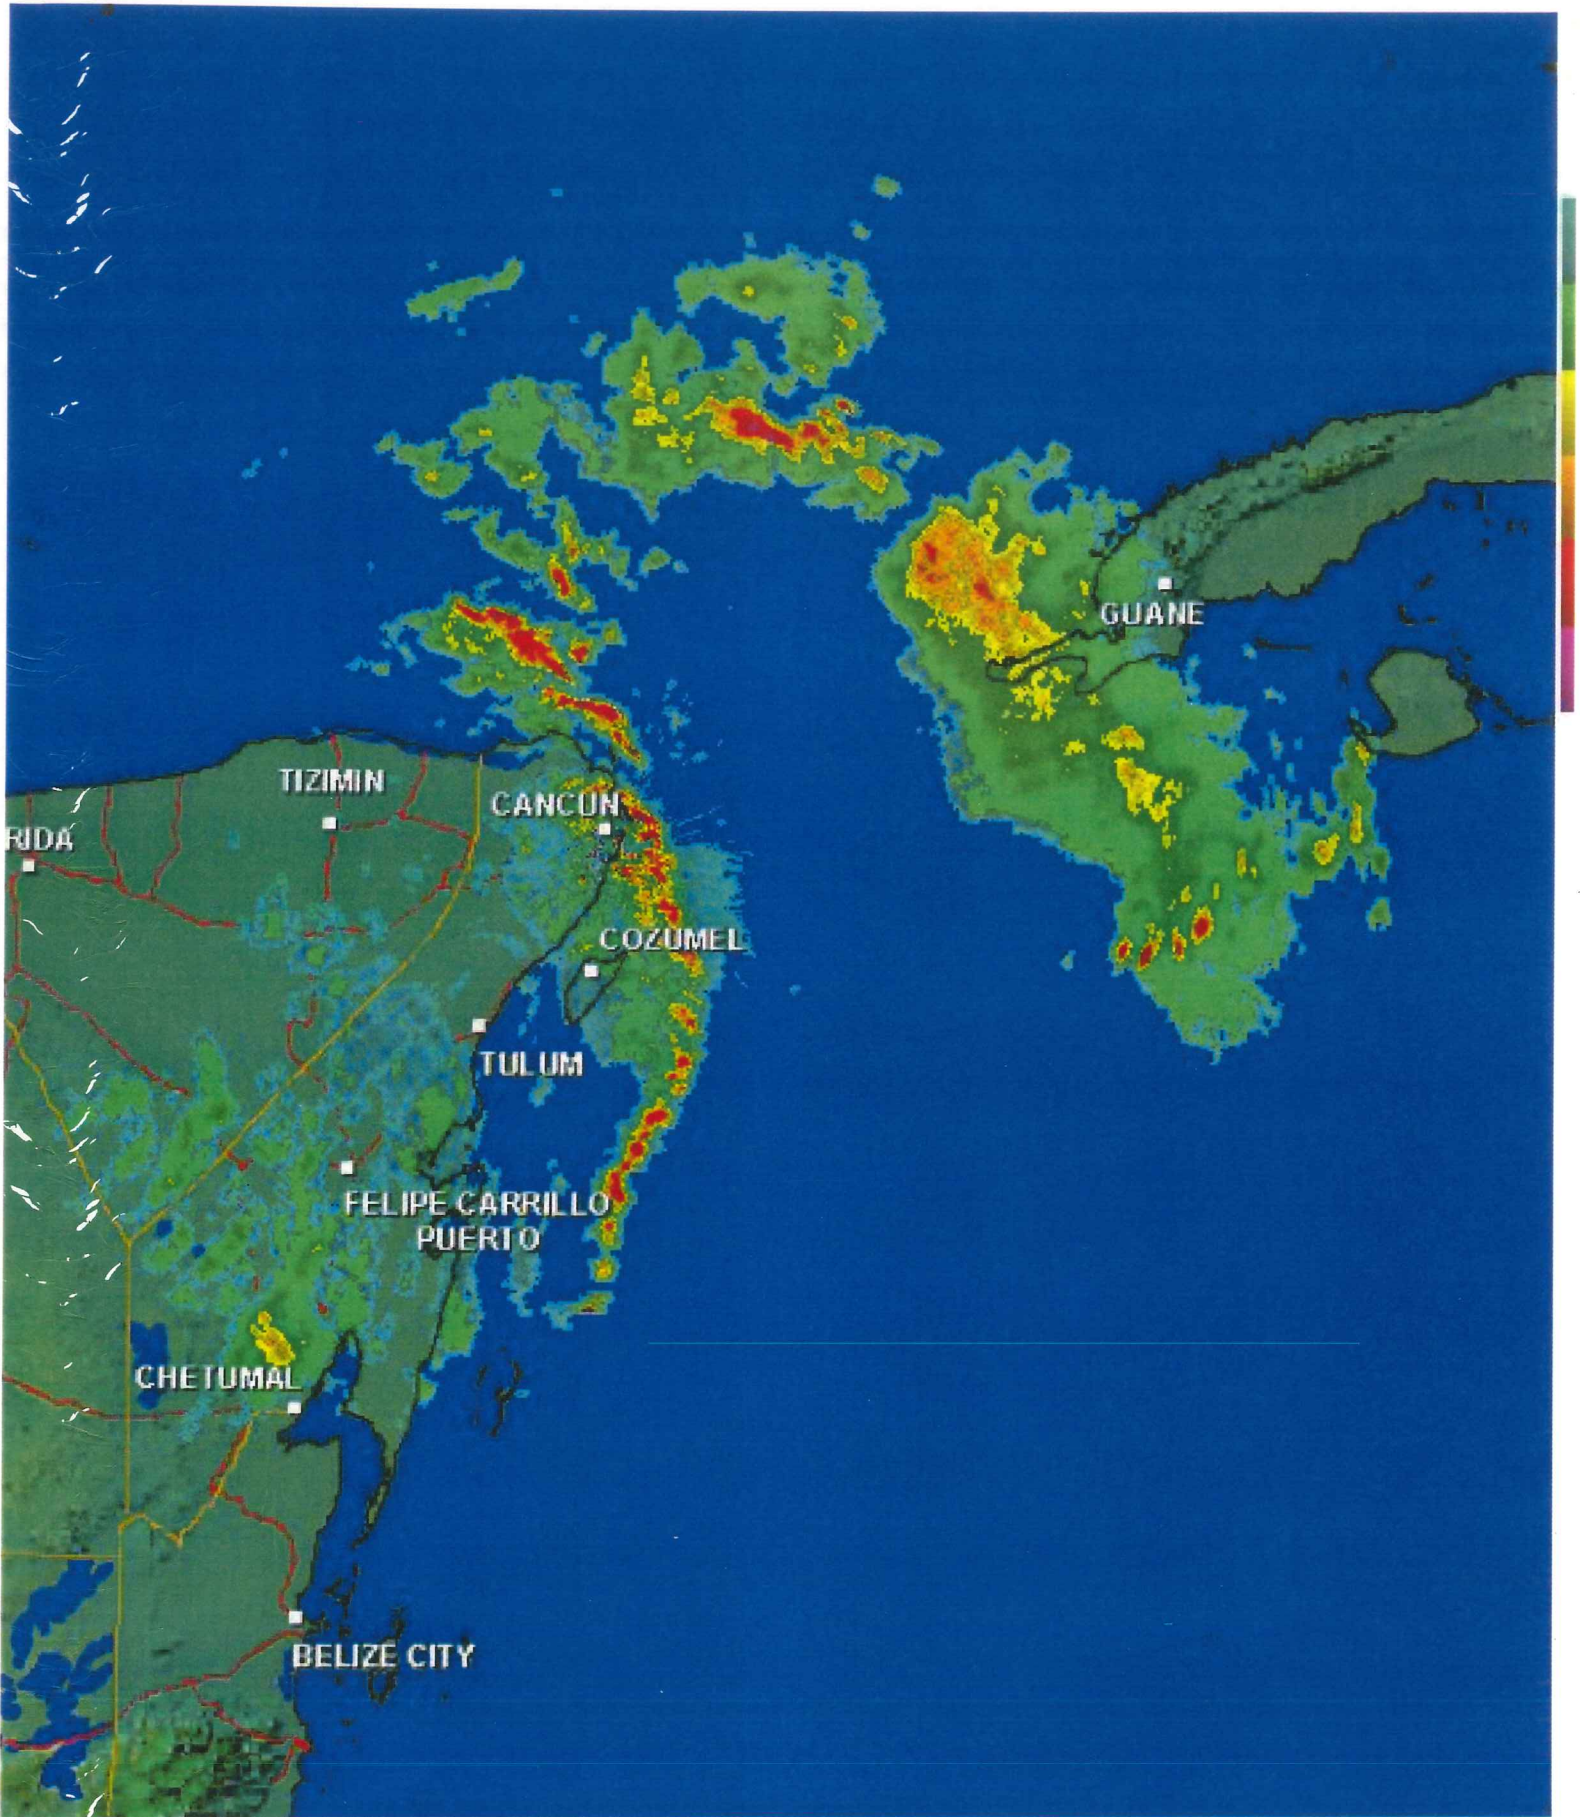 GUANE
TIZIMIN
CANCUN
RIDA
COZUMEL
TULUM
FELIPE CARRILLO
PUERTO
CHETUMAL
BELIZE CITY